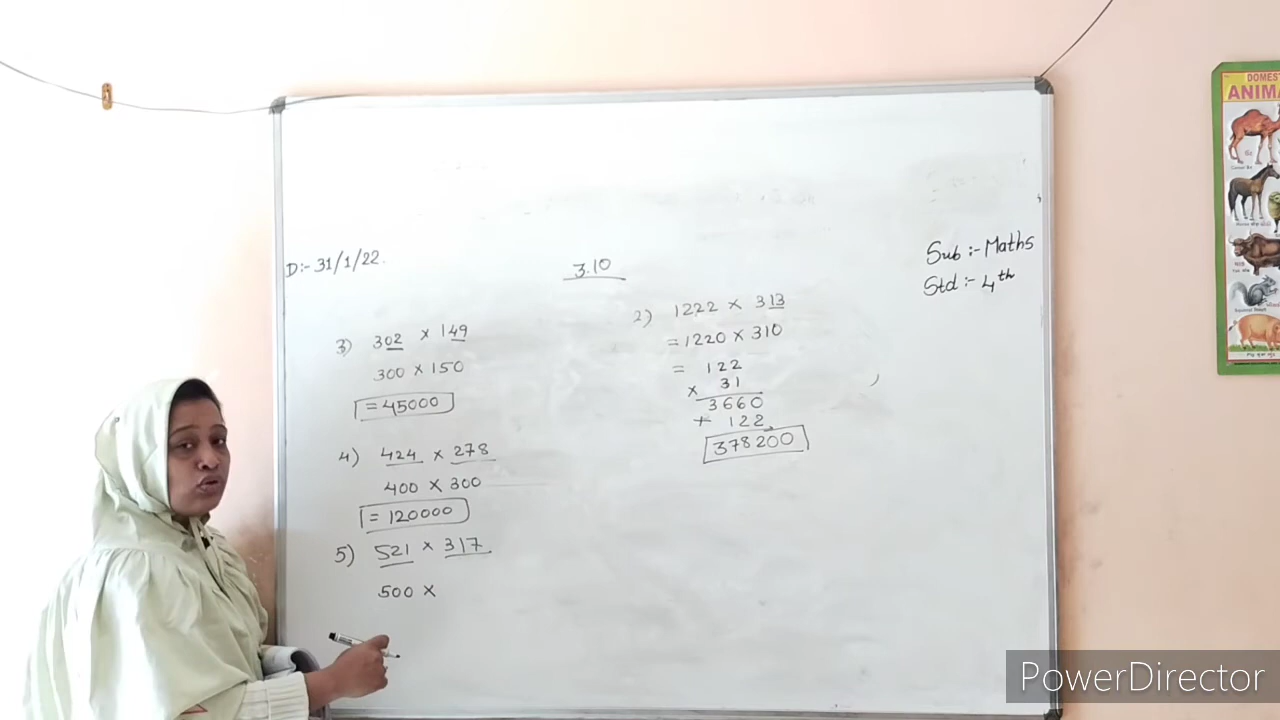 D:- 31/1/22.
3.10
Sub :- Maths
Std :- 4th
3) 302 × 149
300 × 150
= 45000
4) 424 × 278
400 × 300
= 120000
5) 521 × 317
500 ×
2) 1222 × 313
= 1220 × 310
= 122
× 31
3660
+ 122
378200
DOMEST
ANIMA
PowerDirector